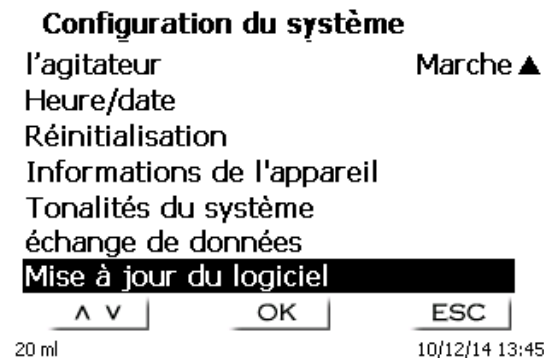 Configuration du système
l'agitateur Marche ▲
Heure/date
Réinitialisation
Informations de l'appareil
Tonalités du système
échange de données
Mise à jour du logiciel
∧ ∨ OK ESC
20 ml 10/12/14 13:45